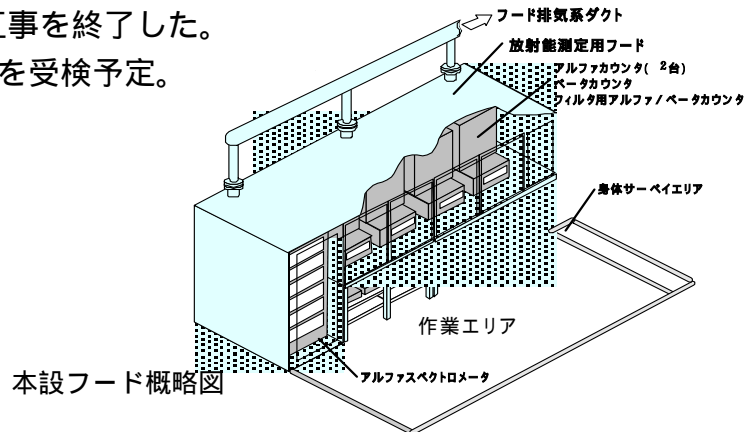 工事を終了した。
を受検予定。
フード排気系ダクト
放射能測定用フード
アルファカウンタ( 2台)
ベータカウンタ
フィルタ用アルファ/ベータカウンタ
身体サーベイエリア
作業エリア
アルファスペクトロメータ
本設フード概略図